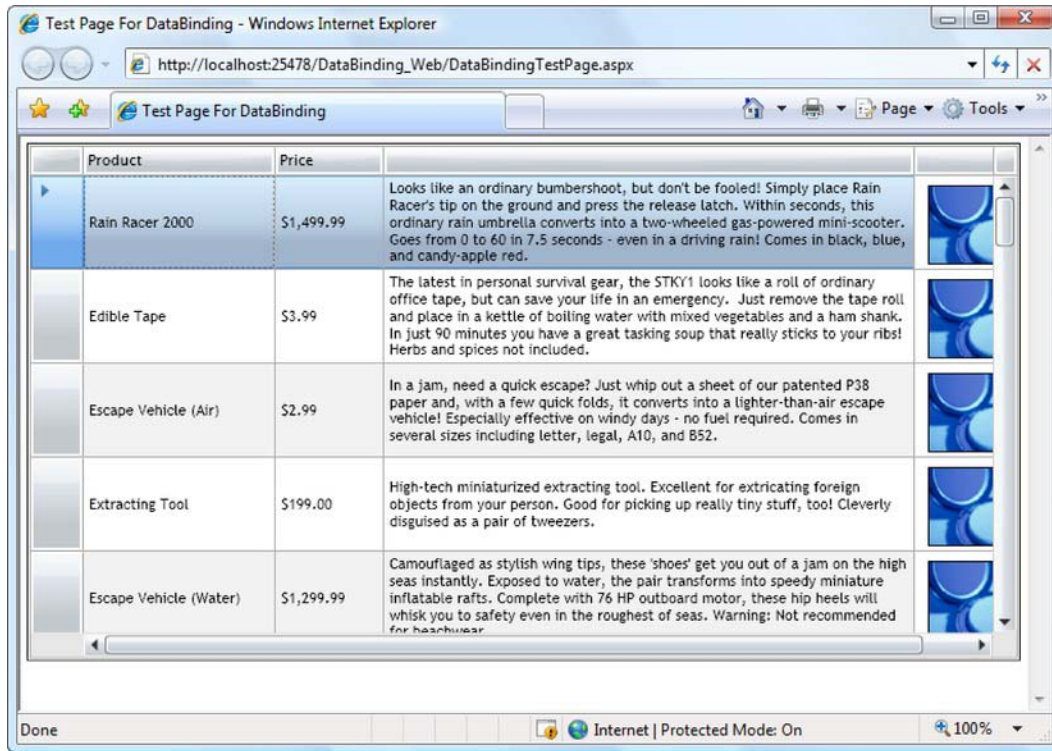 Test Page For DataBinding - Windows Internet Explorer
http://localhost:25478/DataBinding_Web/DataBindingTestPage.aspx
Test Page For DataBinding
Page
Tools
Product Price
Rain Racer 2000
$1,499.99
Looks like an ordinary bumbershoot, but don't be fooled! Simply place Rain
Racer's tip on the ground and press the release latch. Within seconds, this
ordinary rain umbrella converts into a two-wheeled gas-powered mini-scooter.
Goes from 0 to 60 in 7.5 seconds - even in a driving rain! Comes in black, blue,
and candy-apple red.
Edible Tape
$3.99
The latest in personal survival gear, the STKY1 looks like a roll of ordinary
office tape, but can save your life in an emergency.  Just remove the tape roll
and place in a kettle of boiling water with mixed vegetables and a ham shank.
In just 90 minutes you have a great tasking soup that really sticks to your ribs!
Herbs and spices not included.
Escape Vehicle (Air)
$2.99
In a jam, need a quick escape? Just whip out a sheet of our patented P38
paper and, with a few quick folds, it converts into a lighter-than-air escape
vehicle! Especially effective on windy days - no fuel required. Comes in
several sizes including letter, legal, A10, and B52.
Extracting Tool
$199.00
High-tech miniaturized extracting tool. Excellent for extricating foreign
objects from your person. Good for picking up really tiny stuff, too! Cleverly
disguised as a pair of tweezers.
Escape Vehicle (Water)
$1,299.99
Camouflaged as stylish wing tips, these 'shoes' get you out of a jam on the high
seas instantly. Exposed to water, the pair transforms into speedy miniature
inflatable rafts. Complete with 76 HP outboard motor, these hip heels will
whisk you to safety even in the roughest of seas. Warning: Not recommended
for beachwear
Done
Internet | Protected Mode: On
100%